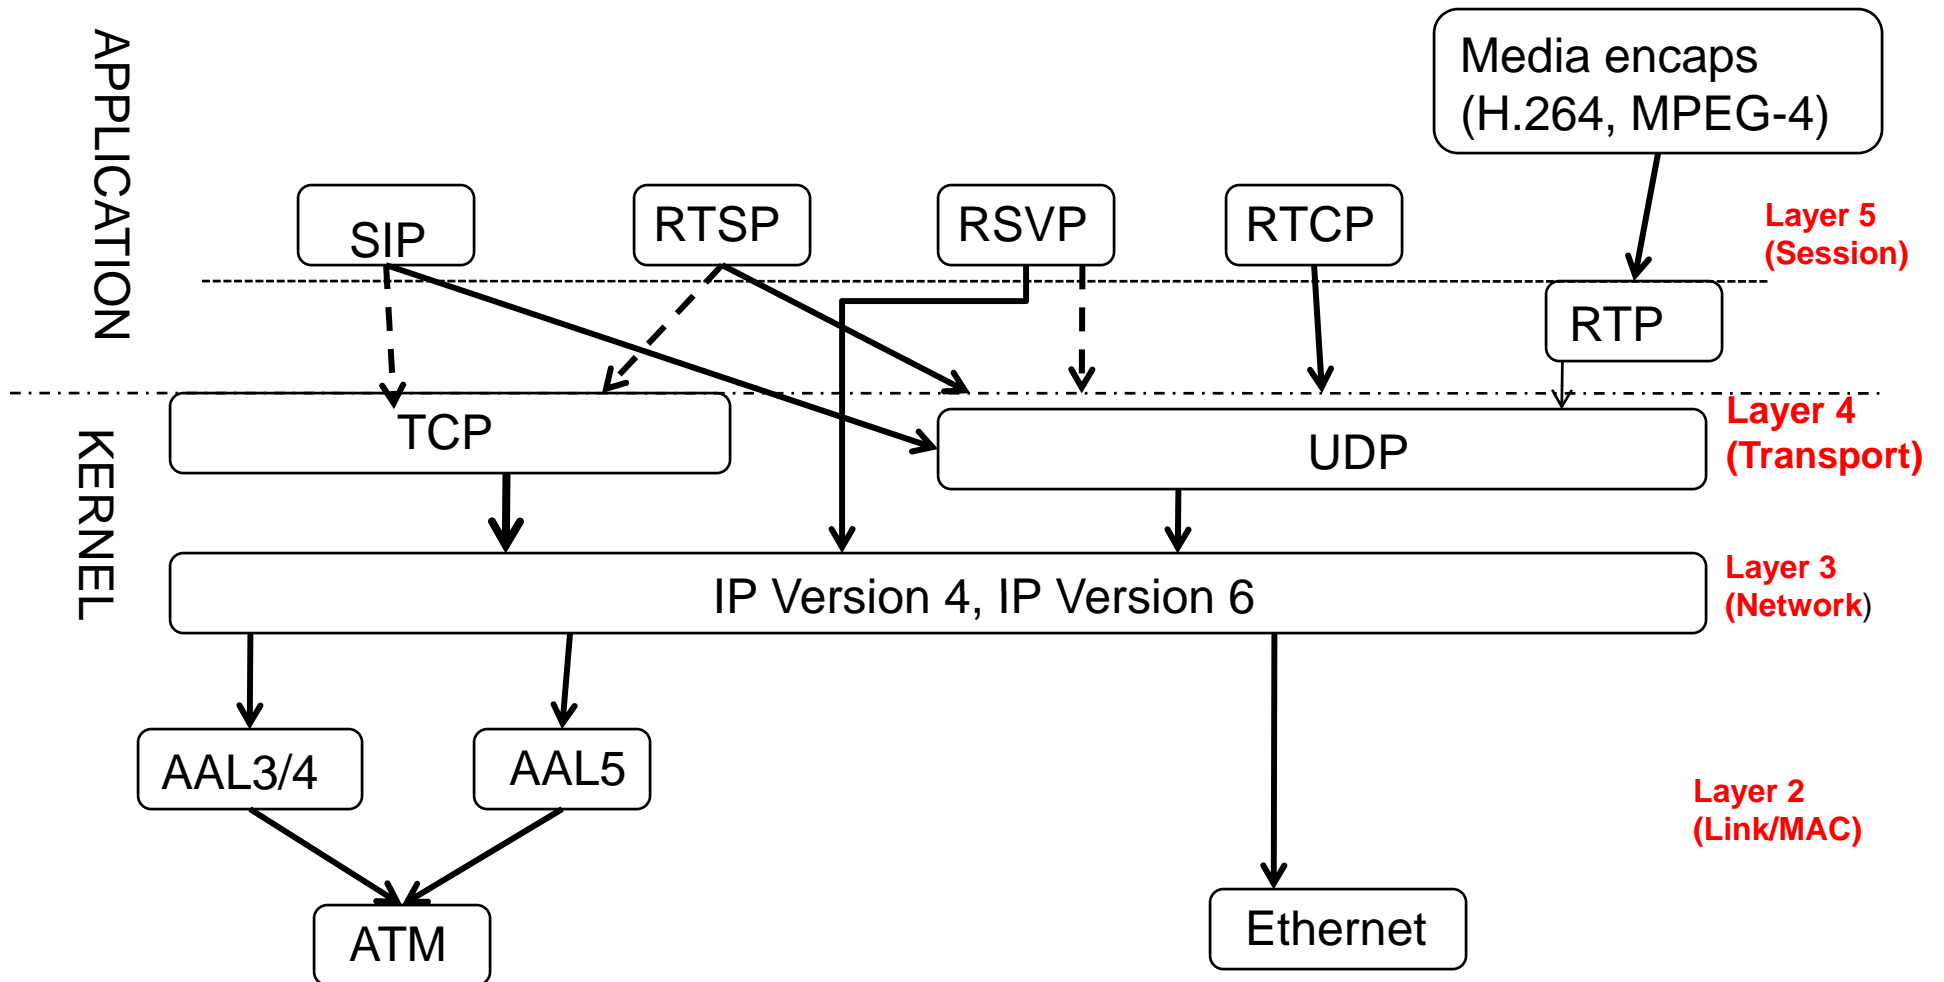 APPLICATION
Media encaps
(H.264, MPEG-4)
SIP
RTSP
RSVP
RTCP
Layer 5
(Session)
RTP
KERNEL
TCP
UDP
Layer 4
(Transport)
IP Version 4, IP Version 6
Layer 3
(Network)
AAL3/4
AAL5
Layer 2
(Link/MAC)
ATM
Ethernet